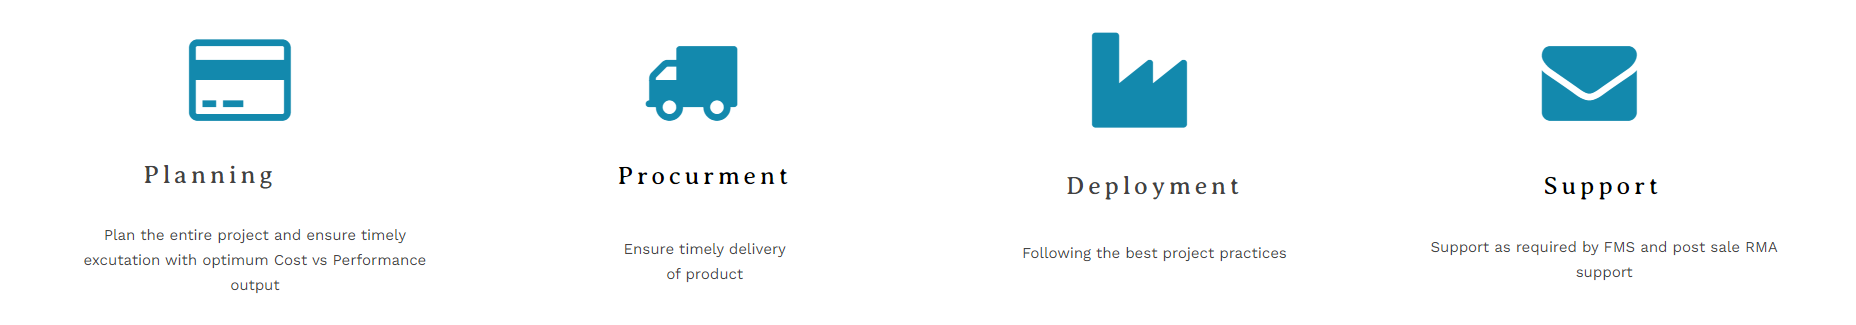 Planning
Plan the entire project and ensure timely
excutation with optimum Cost vs Performance
output
Procurment
Ensure timely delivery
of product
Deployment
Following the best project practices
Support
Support as required by FMS and post sale RMA
support